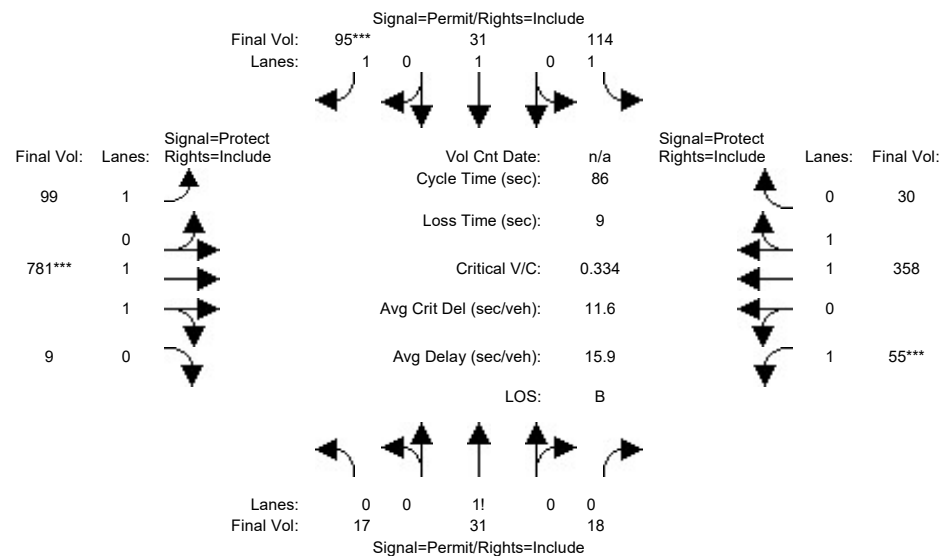 Signal=Permit/Rights=Include
Final Vol: 95*** 31 114
Lanes: 1 0 1 0 1
Signal=Protect Signal=Protect
Final Vol: Lanes: Rights=Include Vol Cnt Date: n/a Rights=Include Lanes: Final Vol:
Cycle Time (sec): 86
99 1 0 30
Loss Time (sec): 9
0 1
781*** 1 Critical V/C: 0.334 1 358
1 Avg Crit Del (sec/veh): 11.6 0
9 0 Avg Delay (sec/veh): 15.9 1 55***
LOS: B
Lanes: 0 0 1! 0 0
Final Vol: 17 31 18
Signal=Permit/Rights=Include